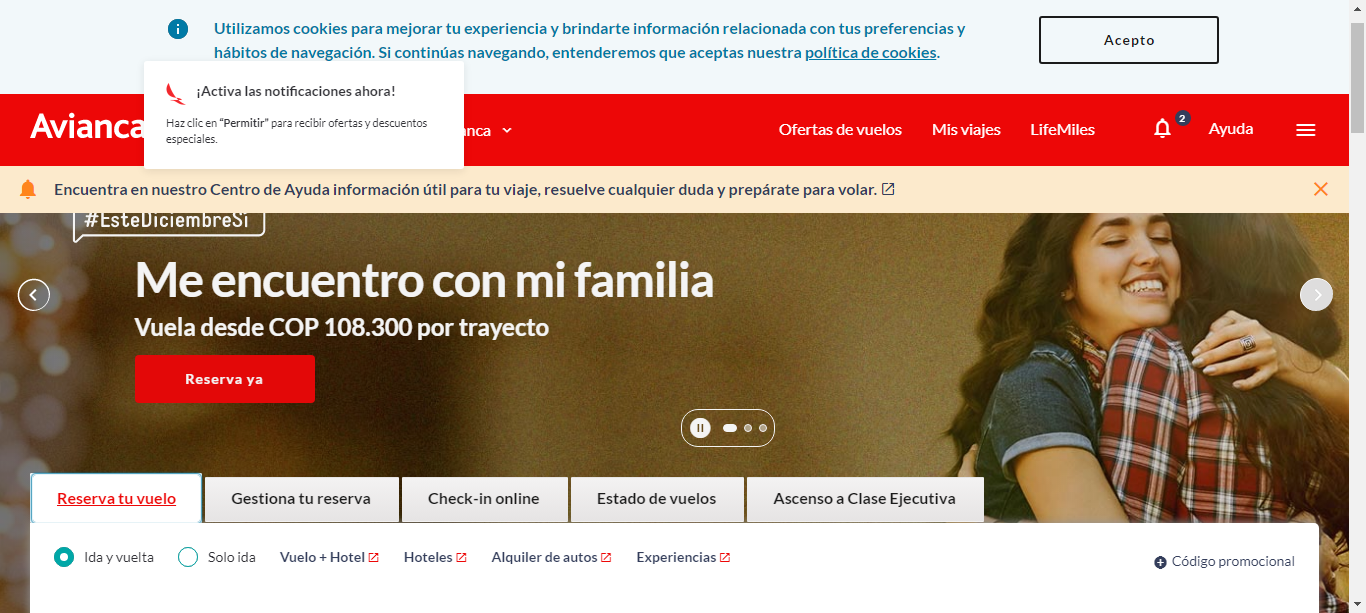 Utilizamos cookies para mejorar tu experiencia y brindarte información relacionada con tus preferencias y
hábitos de navegación. Si continúas navegando, entenderemos que aceptas nuestra política de cookies.
Acepto
¡Activa las notificaciones ahora!
Haz clic en “Permitir” para recibir ofertas y descuentos
especiales.
Avianca
anca
Ofertas de vuelos
Mis viajes
LifeMiles
2
Ayuda
Encuentra en nuestro Centro de Ayuda información útil para tu viaje, resuelve cualquier duda y prepárate para volar.
#EsteDiciembreSí
Me encuentro con mi familia
Vuela desde COP 108.300 por trayecto
Reserva ya
Reserva tu vuelo
Gestiona tu reserva
Check-in online
Estado de vuelos
Ascenso a Clase Ejecutiva
Ida y vuelta
Solo ida
Vuelo + Hotel
Hoteles
Alquiler de autos
Experiencias
Código promocional